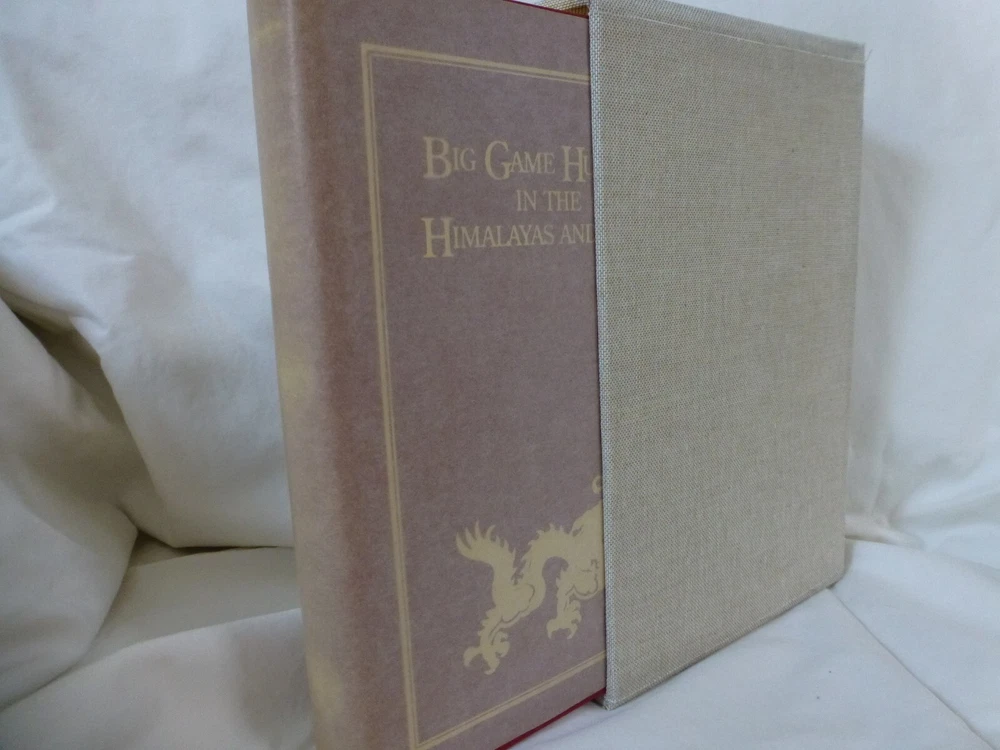 BIG GAME HU
IN THE
HIMALAYAS AND